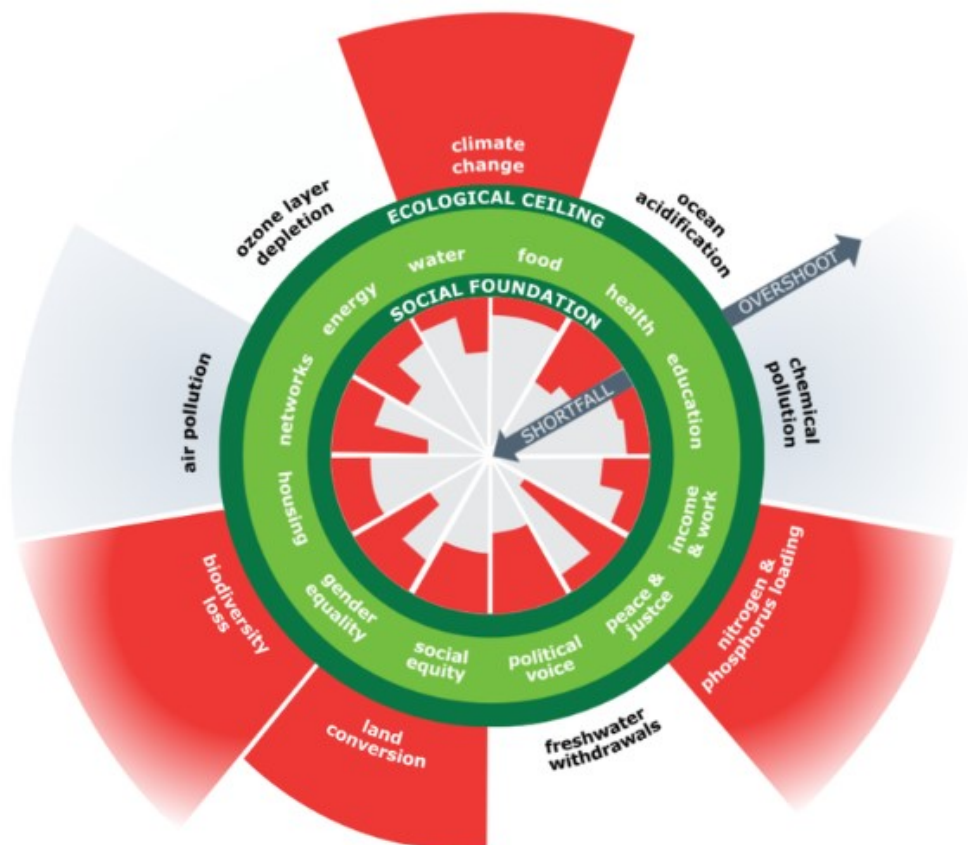 climate
change
ozone layer
depletion
ocean
acidification
ECOLOGICAL CEILING
OVERSHOOT
water
food
energy
health
SOCIAL FOUNDATION
networks
education
SHORTFALL
air pollution
chemical
pollution
housing
income
& work
biodiversity
loss
nitrogen &
phosphorus loading
gender
equality
peace &
justce
social
equity
political
voice
land
conversion
freshwater
withdrawals